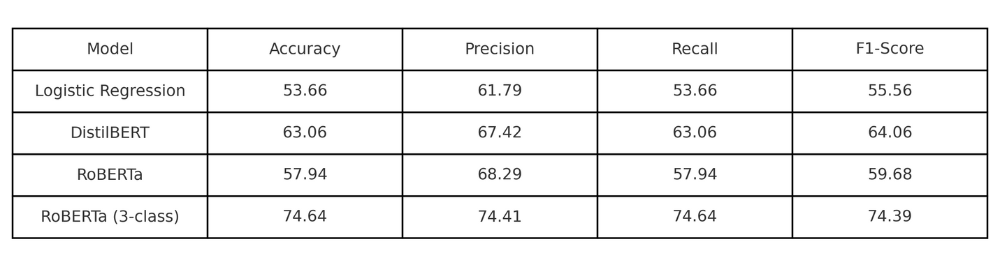 Model Accuracy Precision Recall F1-Score
Logistic Regression 53.66 61.79 53.66 55.56
DistilBERT 63.06 67.42 63.06 64.06
RoBERTa 57.94 68.29 57.94 59.68
RoBERTa (3-class) 74.64 74.41 74.64 74.39